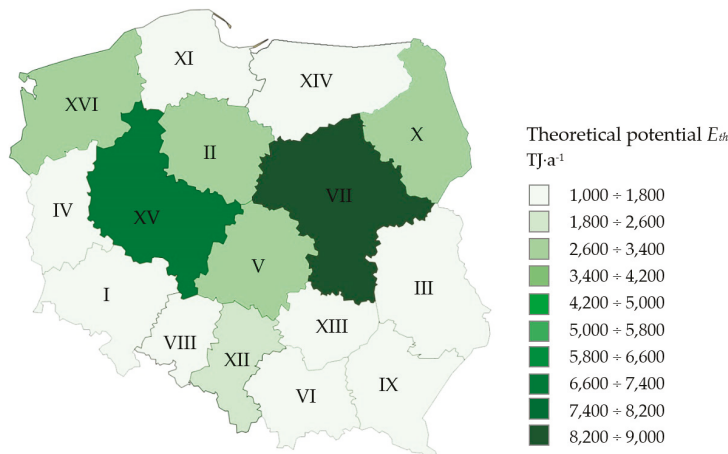 XI
XIV
XVI
X
II
VII
IV
XV
V
III
I
XIII
VIII
XII
IX
VI
Theoretical potential Eth
TJ·a-1
1,000 ÷ 1,800
1,800 ÷ 2,600
2,600 ÷ 3,400
3,400 ÷ 4,200
4,200 ÷ 5,000
5,000 ÷ 5,800
5,800 ÷ 6,600
6,600 ÷ 7,400
7,400 ÷ 8,200
8,200 ÷ 9,000